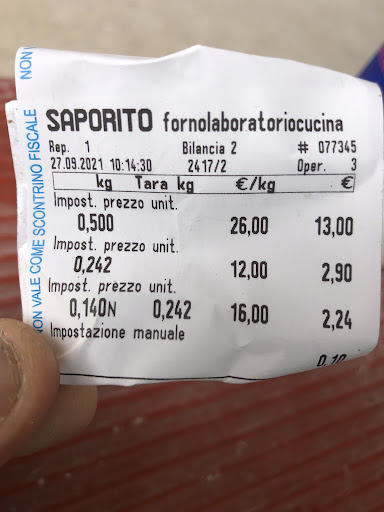 SAPORITO fornolaboratoriocucina
Rep. 1 Bilancia 2 # 077345
27.09.2021 10:14:30 2417/2 Oper. 3
kg Tara kg €/kg €
Impost. prezzo unit.
0,500 26,00 13,00
Impost. prezzo unit.
0,242 12,00 2,90
Impost. prezzo unit.
0,140N 0,242 16,00 2,24
Impostazione manuale
NON VALE COME SCONTRINO FISCALE
NON